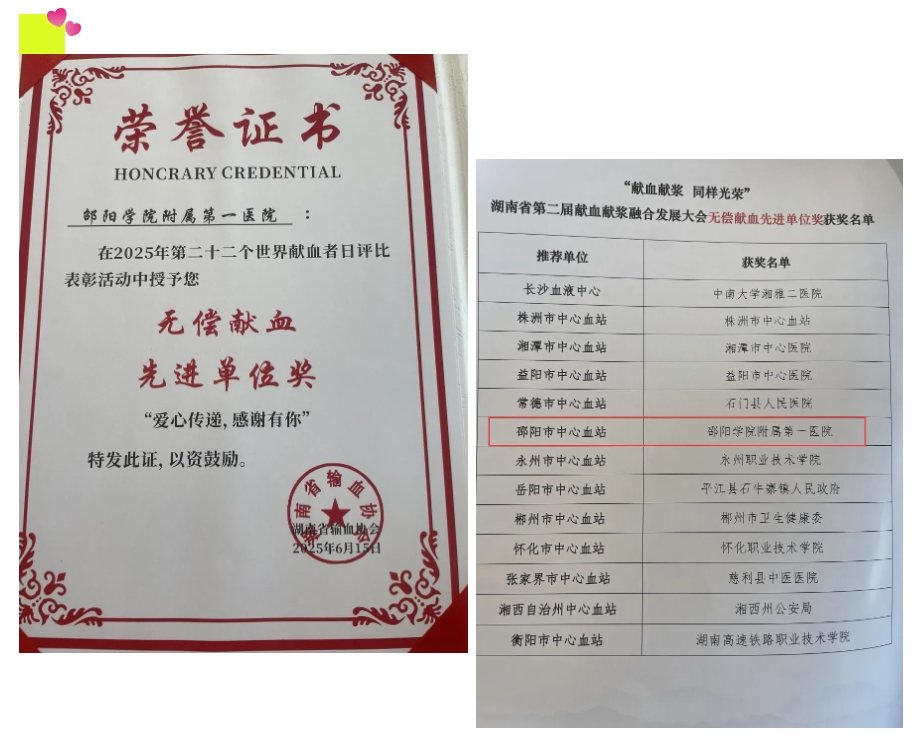 荣誉证书
HONCRARY CREDENTIAL
邵阳学院附属第一医院 ：
在2025年第二十二个世界献血者日评比
表彰活动中授予您
无偿献血
先进单位奖
“爱心传递, 感谢有你”
特发此证, 以资鼓励。
湖南省输血协会
湖南省输血协会
2025年6月15日
“献血献浆 同样光荣”
湖南省第二届献血献浆融合发展大会无偿献血先进单位奖获奖名单
推荐单位 获奖名单
长沙血液中心 中南大学湘雅二医院
株洲市中心血站 株洲市中心血站
湘潭市中心血站 湘潭市中心医院
益阳市中心血站 益阳市中心医院
常德市中心血站 石门县人民医院
邵阳市中心血站 邵阳学院附属第一医院
永州市中心血站 永州职业技术学院
岳阳市中心血站 平江县石牛寨镇人民政府
郴州市中心血站 郴州市卫生健康委
怀化市中心血站 怀化职业技术学院
张家界市中心血站 慈利县中医医院
湘西自治州中心血站 湘西州公安局
衡阳市中心血站 湖南高速铁路职业技术学院